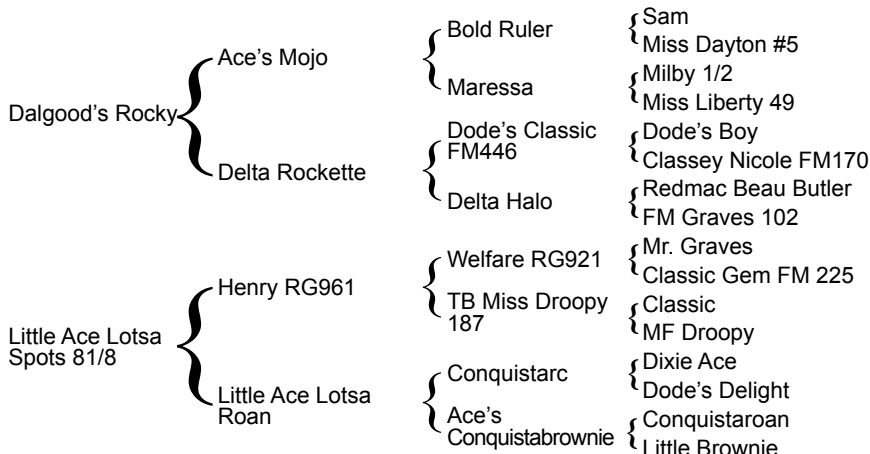 Dalgood's Rocky
Ace's Mojo
Bold Ruler
Sam
Miss Dayton #5
Maressa
Milby 1/2
Miss Liberty 49
Delta Rockette
Dode's Classic
FM446
Dode's Boy
Classey Nicole FM170
Delta Halo
Redmac Beau Butler
FM Graves 102
Little Ace Lotsa
Spots 81/8
Henry RG961
Welfare RG921
Mr. Graves
Classic Gem FM 225
TB Miss Droopy
187
Classic
MF Droopy
Little Ace Lotsa
Roan
Conquistarc
Dixie Ace
Dode's Delight
Ace's
Conquistabrownie
Conquistaroan
Little Brownie